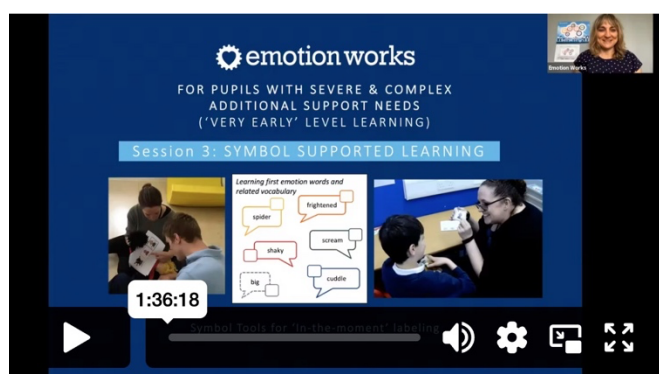 emotion works
Emotion Works
FOR PUPILS WITH SEVERE & COMPLEX
ADDITIONAL SUPPORT NEEDS
('VERY EARLY' LEVEL LEARNING)
Session 3: SYMBOL SUPPORTED LEARNING
Learning first emotion words and
related vocabulary
frightened
spider
scream
shaky
cuddle
big
1:36:18
Symbol Tools for 'in-the-moment' labeling